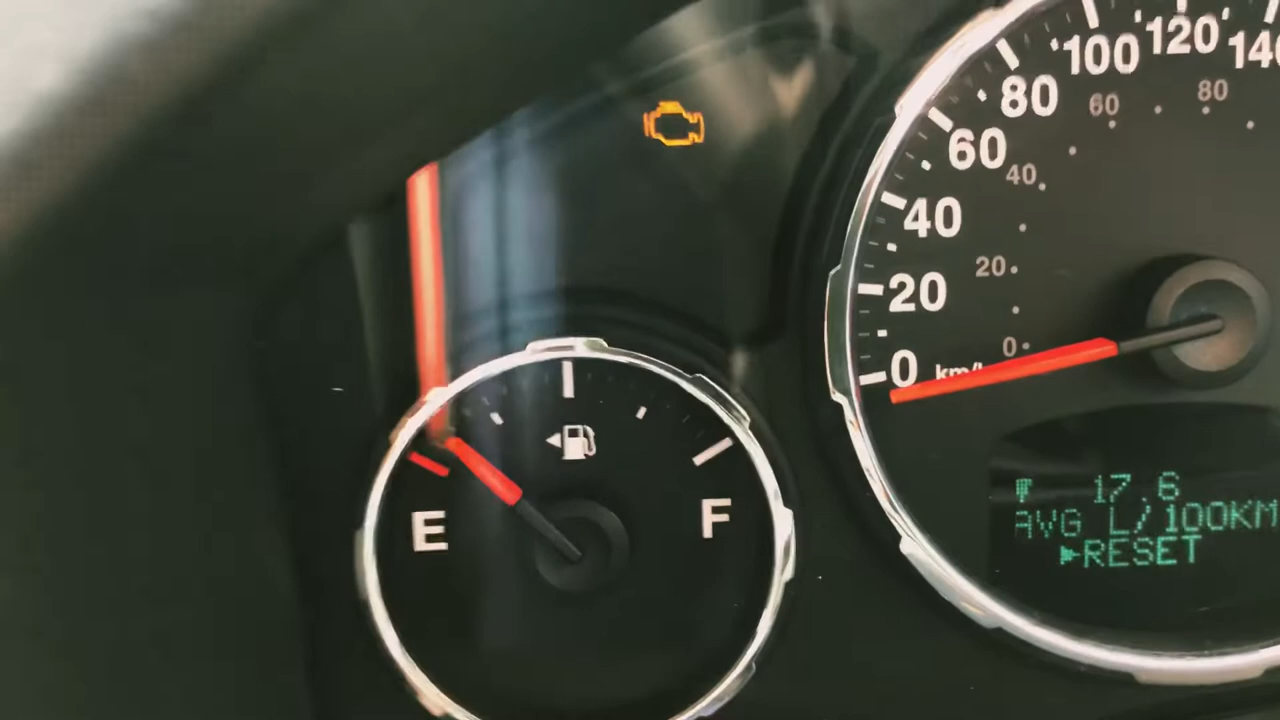 100 120 140
80
60 80
60
40
40
20
20
0
0
km/h
17.6
AVG L/100KM
►RESET
E
F